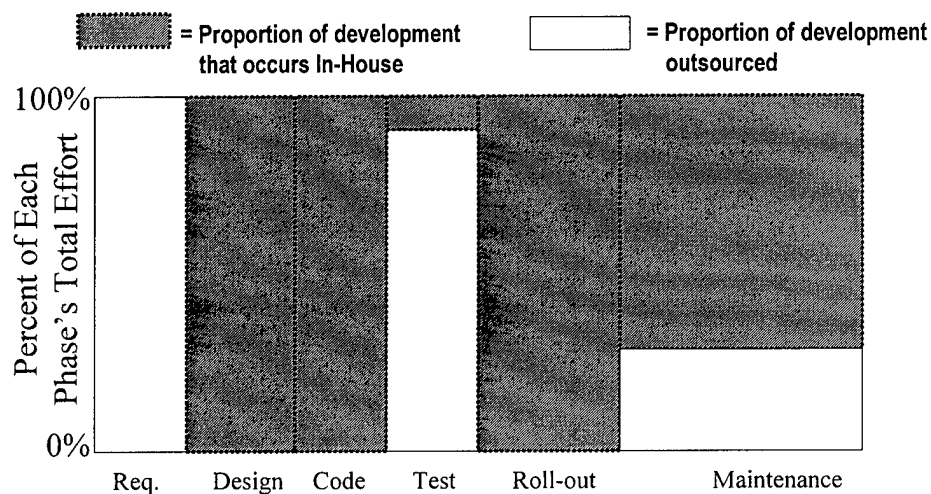 = Proportion of development
that occurs In-House
= Proportion of development
outsourced
100%
Percent of Each
Phase's Total Effort
0%
Req.
Design
Code
Test
Roll-out
Maintenance